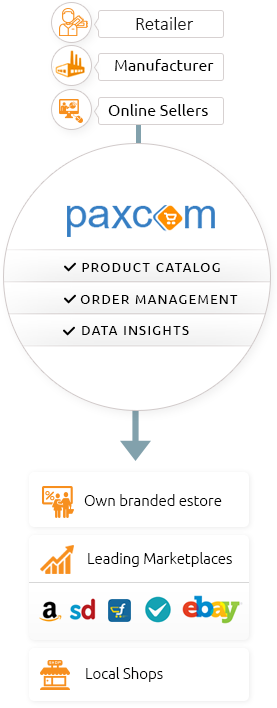 Retailer
Manufacturer
Online Sellers
paxcom
PRODUCT CATALOG
ORDER MANAGEMENT
DATA INSIGHTS
Own branded estore
%
Leading Marketplaces
a sd f ebay
Local Shops